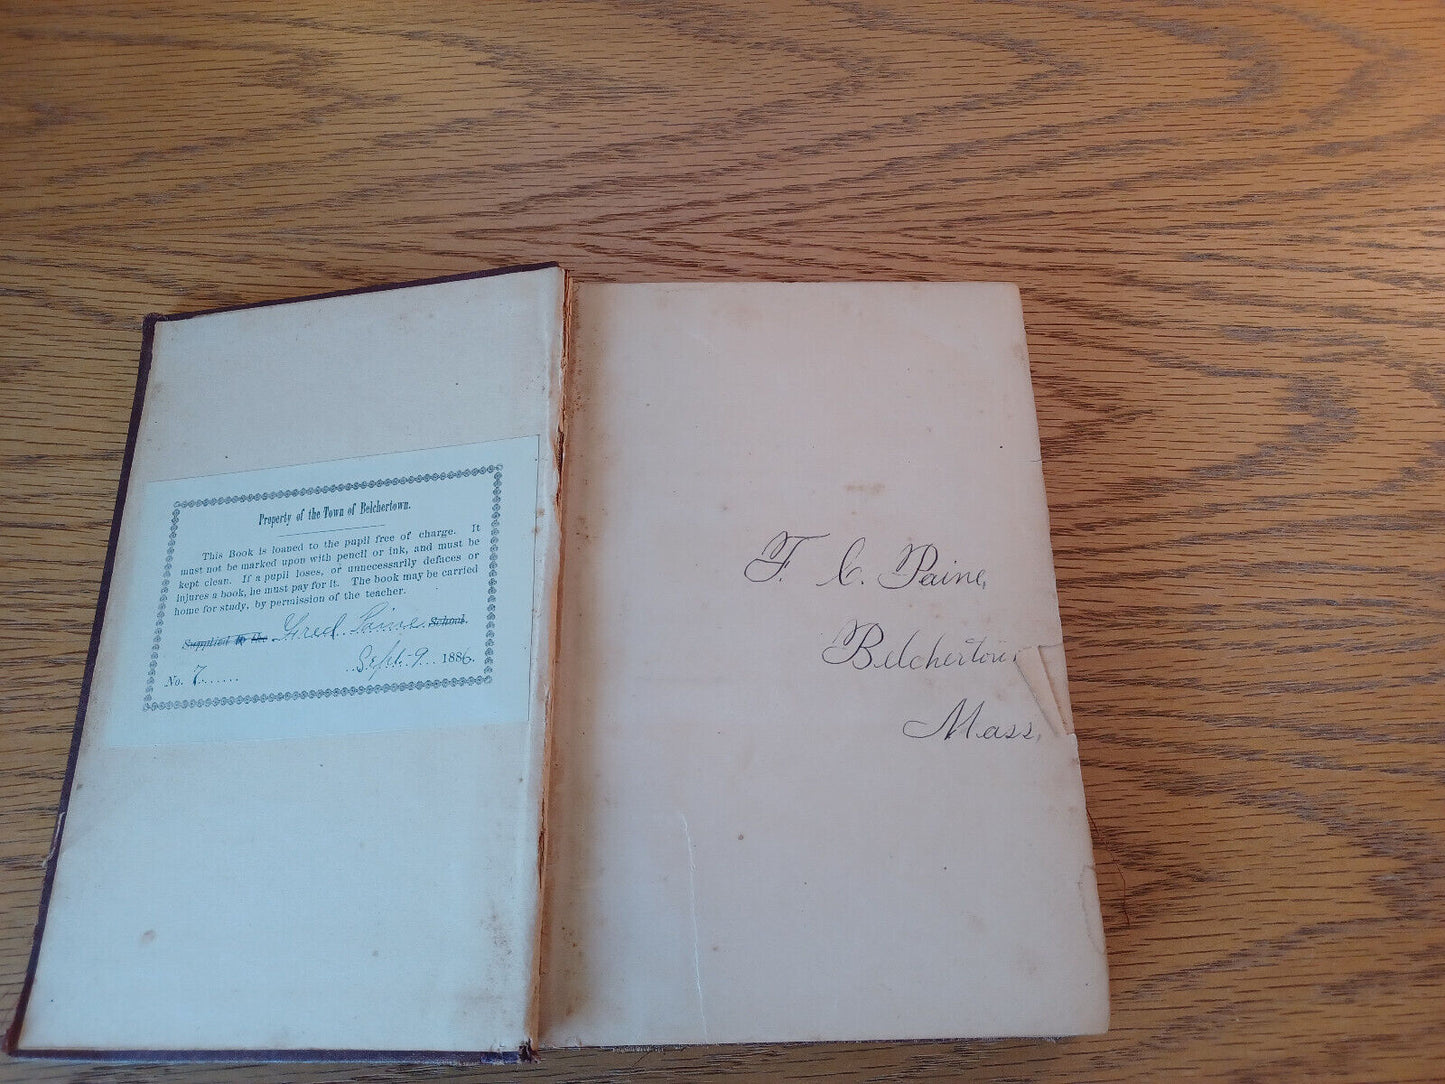 Property of the Town of Belchertown.
This Book is loaned to the pupil free of charge. It
must not be marked upon with pencil or ink, and must be
kept clean. If a pupil loses, or unnecessarily defaces or
injures a book, he must pay for it. The book may be carried
home for study, by permission of the teacher.
Supplied to the Fred Paine School.
No. 7
Sept. 9 1886.
F. C. Paine,
Belchertown
Mass.